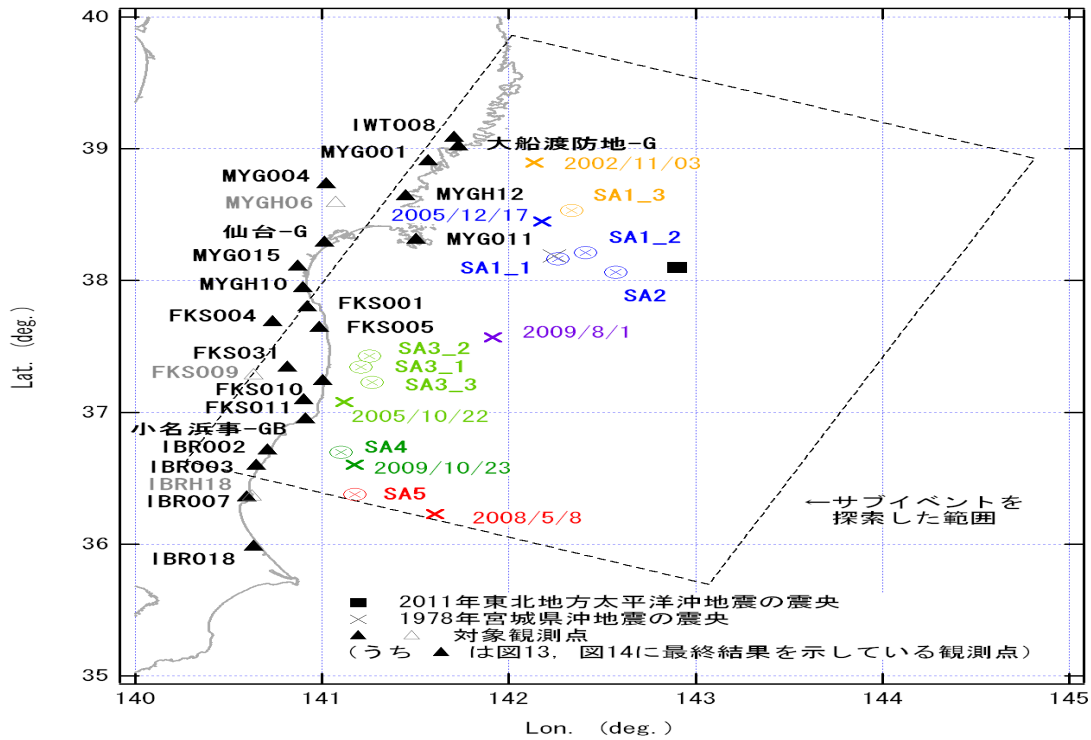 40
39
38
37
36
35
140
141
142
143
144
145
Lat. (deg.)
Lon. (deg.)
IWT008
大船渡防地-G
MYG001
2002/11/03
MYG004
MYGH12
SA1_3
MYGH06
2005/12/17
仙台-G
MYG011
SA1_2
MYG015
SA1_1
MYGH10
SA2
FKS001
FKS004
FKS005
2009/8/1
FKS031
SA3_2
FKS009
SA3_1
FKS010
SA3_3
FKS011
2005/10/22
小名浜事-GB
IBR002
SA4
IBR003
2009/10/23
IBRH18
IBR007
SA5
2008/5/8
←サブイベントを
探索した範囲
IBR018
■ 2011年東北地方太平洋沖地震の震央
× 1978年宮城県沖地震の震央
▲ △ 対象観測点
(うち ▲ は図13, 図14に最終結果を示している観測点)